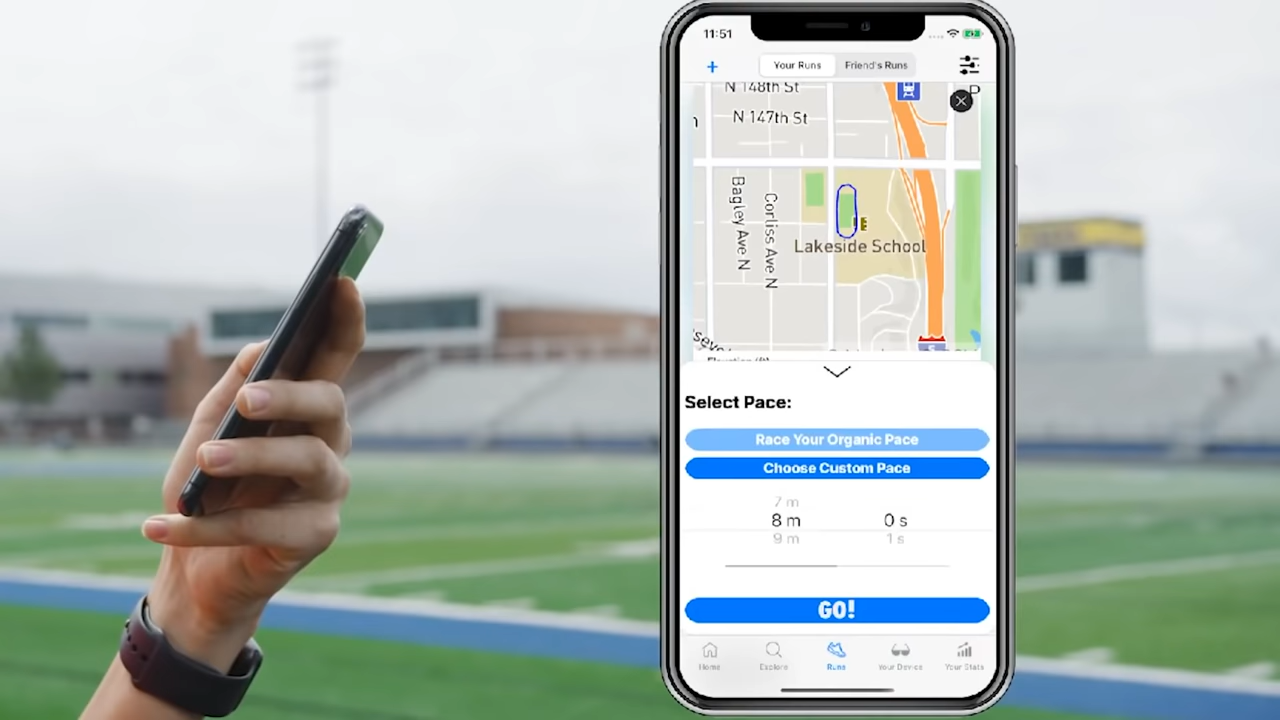 11:51
+
Your Runs
Friend's Runs
N 148th St
N 147th St
Bagley Ave N
Corliss Ave N
Lakeside School
Elevation (ft)
Select Pace:
Race Your Organic Pace
Choose Custom Pace
7 m
8 m
0 s
9 m
1 s
GO!
Home
Explore
Runs
Your Device
Your Stats